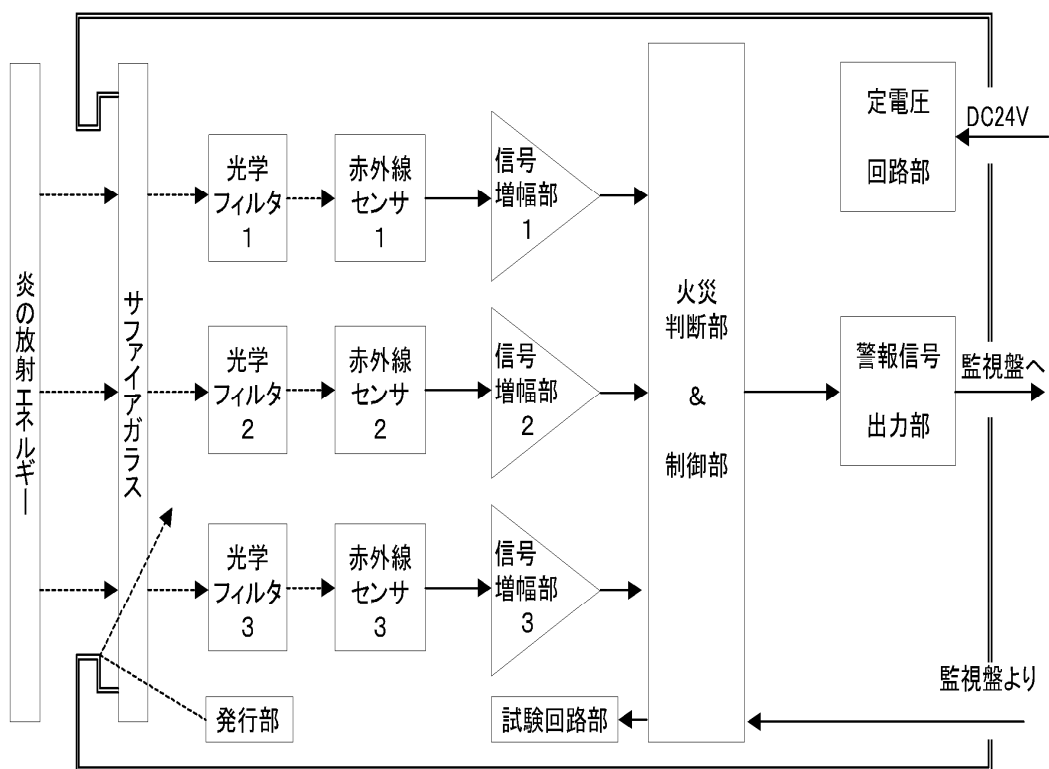 炎の放射エネルギー
サファイアガラス
光学
フィルタ
1
赤外線
センサ
1
信号
増幅部
1
光学
フィルタ
2
赤外線
センサ
2
信号
増幅部
2
光学
フィルタ
3
赤外線
センサ
3
信号
増幅部
3
発行部
試験回路部
火災
判断部
&
制御部
定電圧
回路部
DC24V
警報信号
出力部
監視盤へ
監視盤より